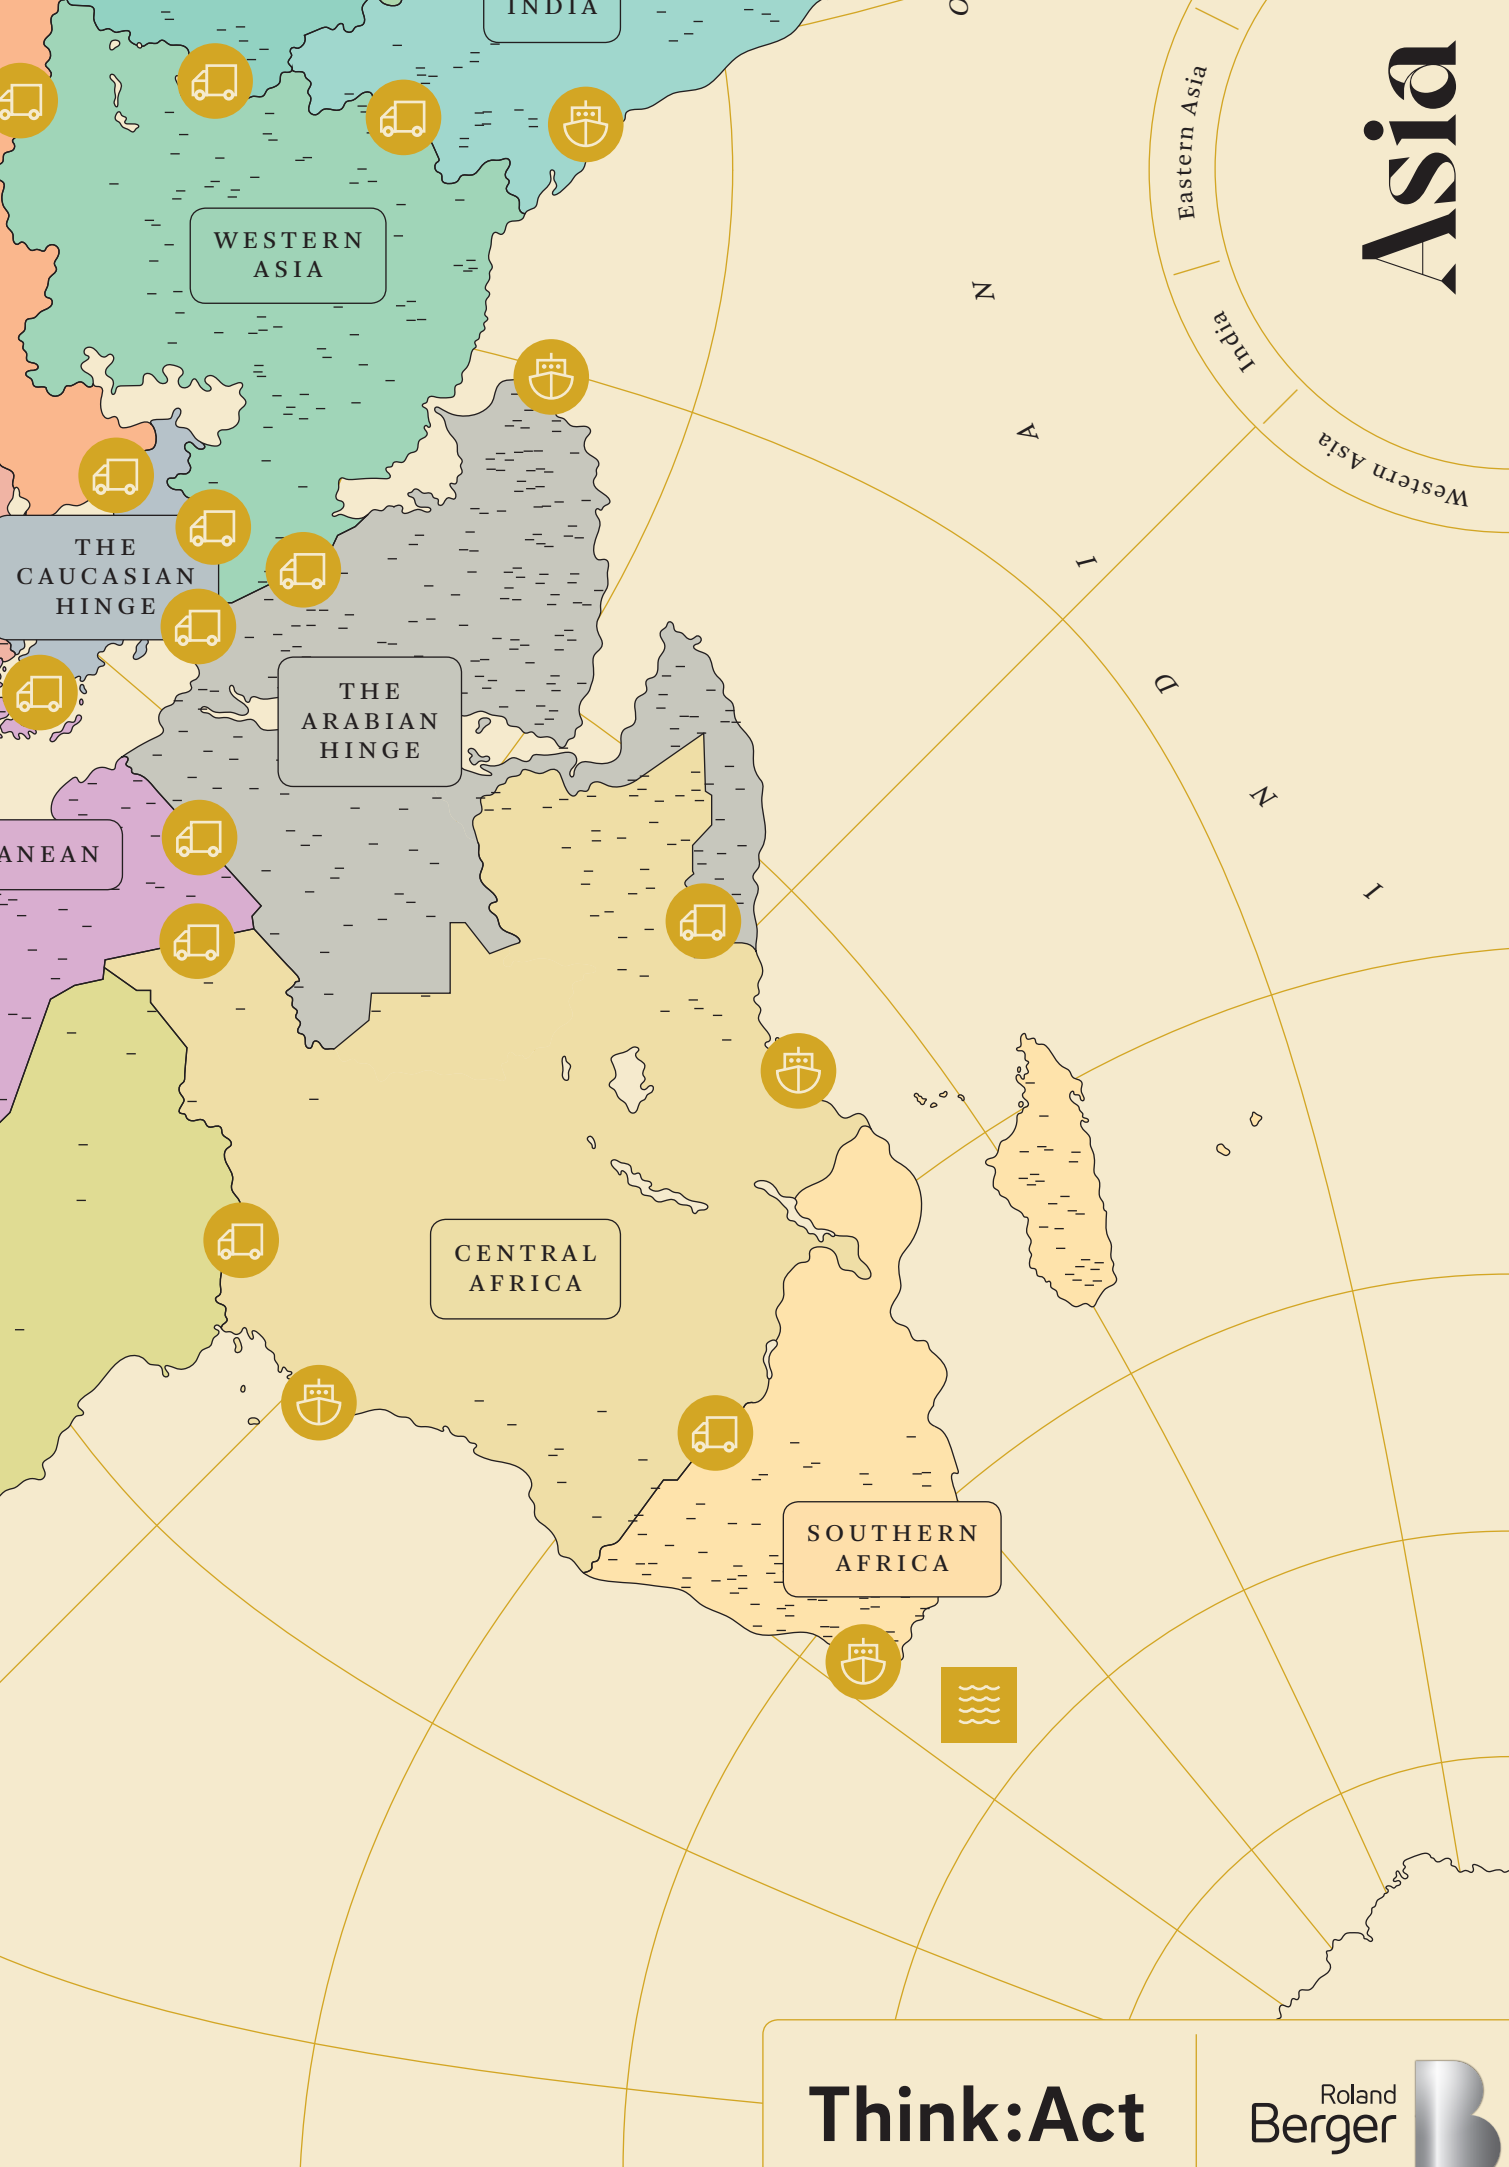 INDIA
Asia
Eastern Asia
India
Western Asia
WESTERN
ASIA
O
N
A
I
D
N
I
THE
CAUCASIAN
HINGE
THE
ARABIAN
HINGE
ANEAN
CENTRAL
AFRICA
SOUTHERN
AFRICA
Think:Act
Roland
Berger
B